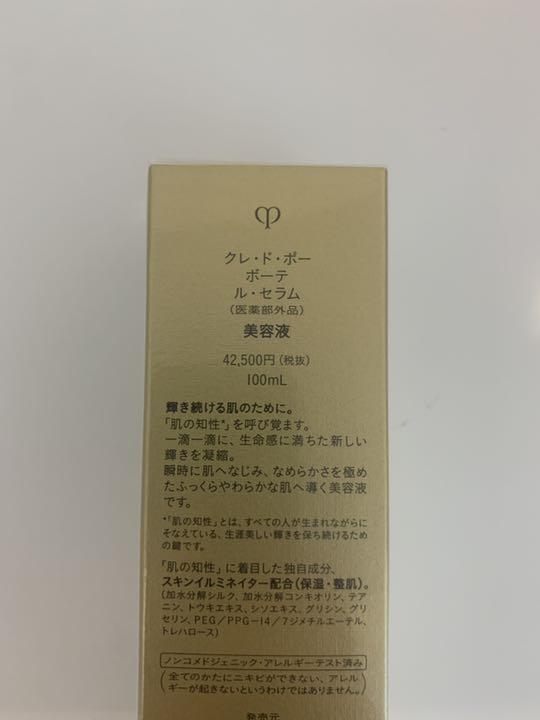 クレ・ド・ポー
ボーテ
ル・セラム
（医薬部外品）
美容液
42,500円（税抜）
100mL
輝き続ける肌のために。
「肌の知性*」を呼び覚ます。
一滴一滴に、生命感に満ちた新しい
輝きを凝縮。
瞬時に肌へなじみ、なめらかさを極め
たふっくらやわらかな肌へ導く美容液
です。
*「肌の知性」とは、すべての人が生まれながらに
そなえている、生涯美しい輝きを保ち続けるため
の鍵です。
「肌の知性」に着目した独自成分、
スキンイルミネイター配合（保湿・整肌）。
（加水分解シルク、加水分解コンキオリン、テア
ニン、トウキエキス、シソエキス、グリシン、グリ
セリン、PEG／PPG-14／7ジメチルエーテル、
トレハロース）
ノンコメドジェニック・アレルギーテスト済み
（全てのかたにニキビができない、アレル
ギーが起きないというわけではありません。）
発売元